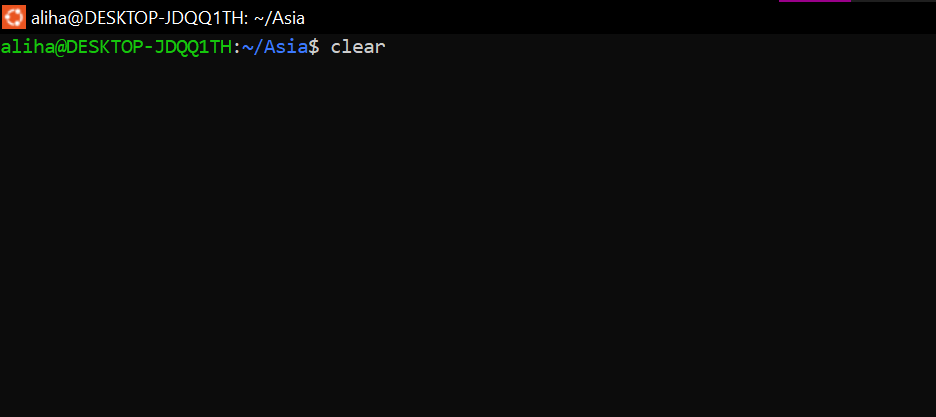 aliha@DESKTOP-JDQQ1TH: ~/Asia
aliha@DESKTOP-JDQQ1TH:~/Asia$ clear